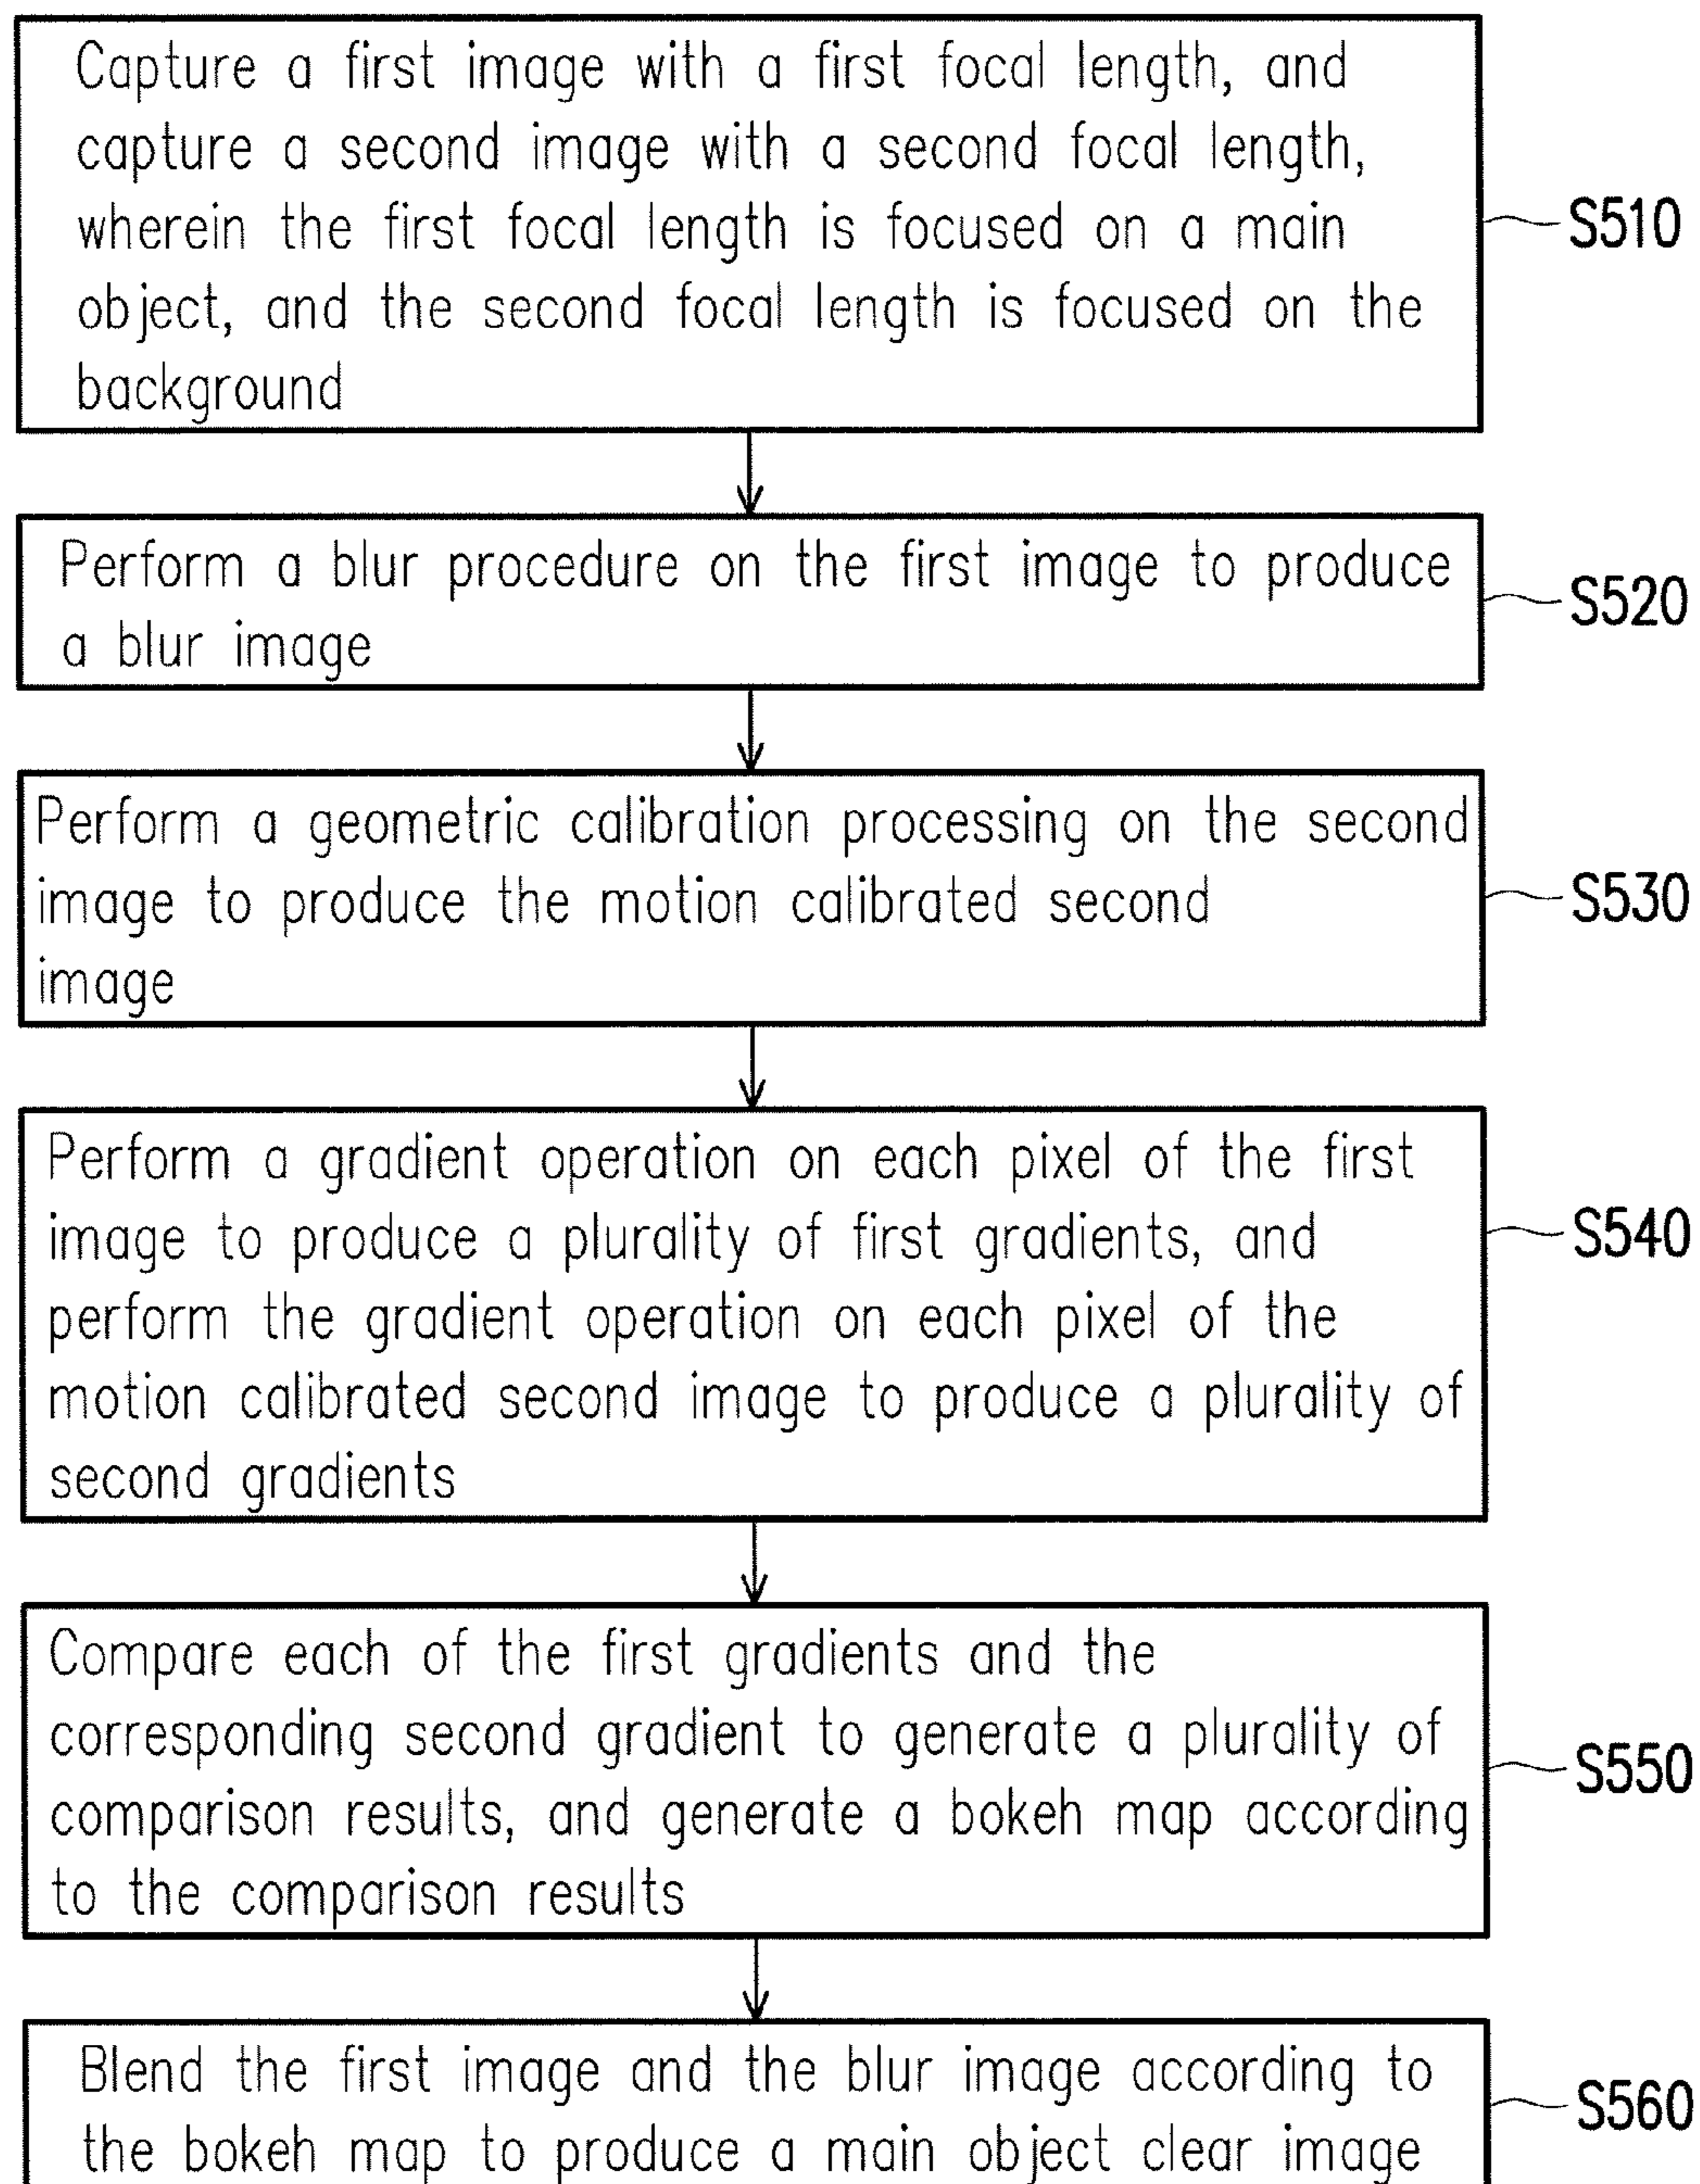 Capture a first image with a first focal length, and
capture a second image with a second focal length,
wherein the first focal length is focused on a main
object, and the second focal length is focused on the
background
S510
Perform a blur procedure on the first image to produce
a blur image
S520
Perform a geometric calibration processing on the second
image to produce the motion calibrated second
image
S530
Perform a gradient operation on each pixel of the first
image to produce a plurality of first gradients, and
perform the gradient operation on each pixel of the
motion calibrated second image to produce a plurality of
second gradients
S540
Compare each of the first gradients and the
corresponding second gradient to generate a plurality of
comparison results, and generate a bokeh map according
to the comparison results
S550
Blend the first image and the blur image according to
the bokeh map to produce a main object clear image
S560